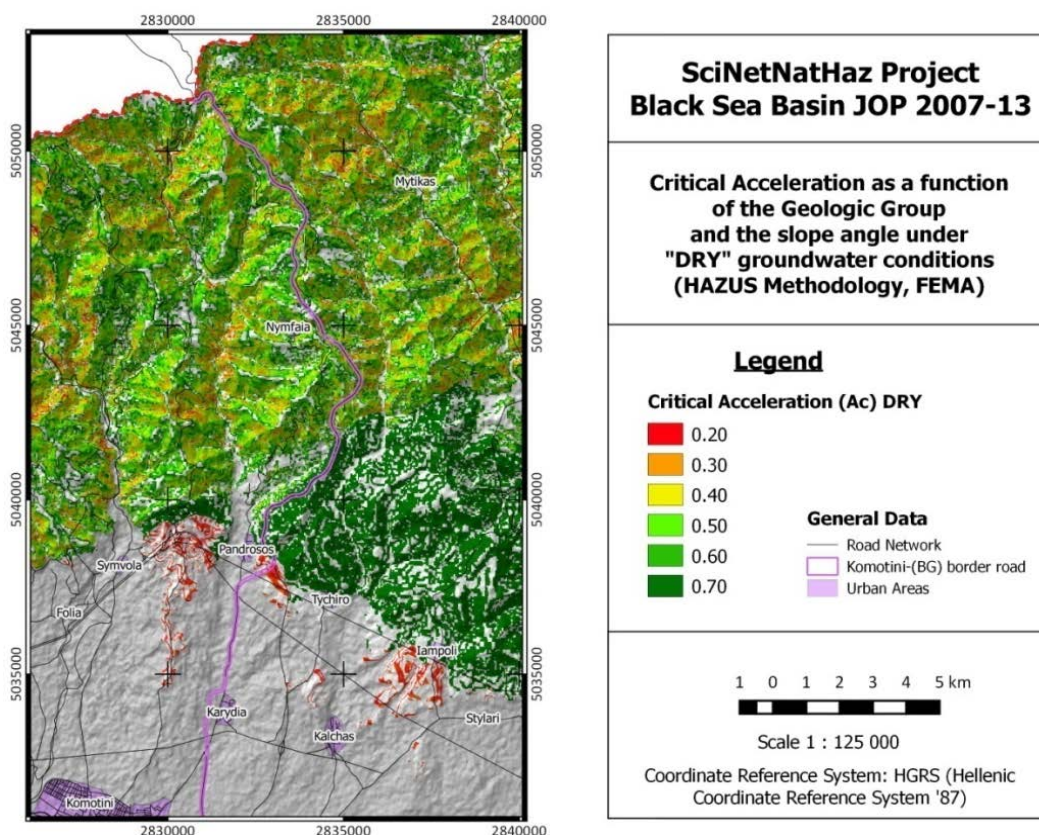 2830000
2835000
2840000
5050000
5045000
5040000
5035000
5050000
5045000
5040000
5035000
Mytikas
Nymfaia
Pandrosos
Symvola
Tychiro
Folia
Iampoli
Karydia
Stylari
Kalchas
Komotini
2830000
2835000
2840000
SciNetNatHaz Project
Black Sea Basin JOP 2007-13
Critical Acceleration as a function
of the Geologic Group
and the slope angle under
"DRY" groundwater conditions
(HAZUS Methodology, FEMA)
Legend
Critical Acceleration (Ac) DRY
0.20
0.30
0.40
0.50
0.60
0.70
General Data
Road Network
Komotini-(BG) border road
Urban Areas
1 0 1 2 3 4 5 km
Scale 1 : 125 000
Coordinate Reference System: HGRS (Hellenic
Coordinate Reference System '87)